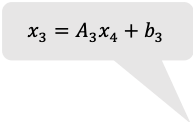 x₃ = A₃x₄ + b₃